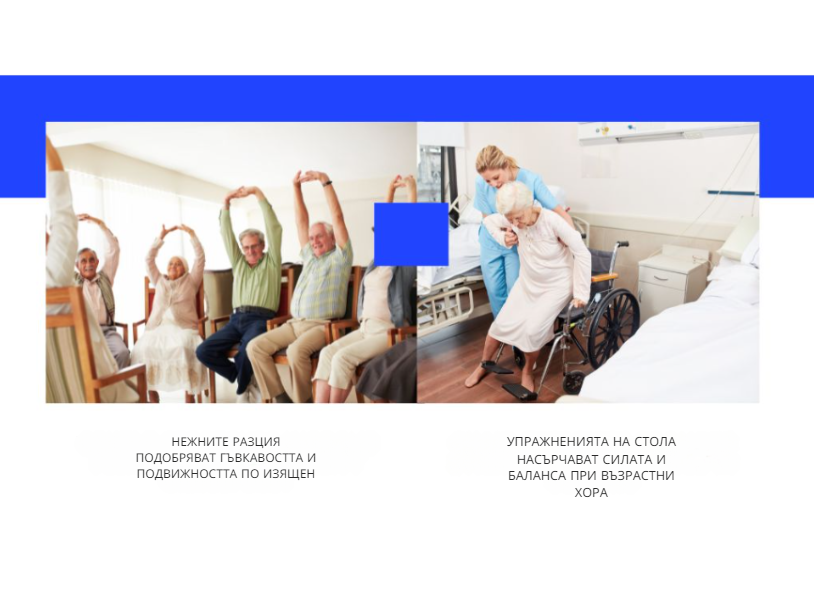 НЕЖНИТЕ РАЗЦИЯ
ПОДОБРЯВАТ ГЪВКАВОСТТА И
ПОДВИЖНОСТТА ПО ИЗЯЩЕН
УПРАЖНЕНИЯТА НА СТОЛА
НАСЪРЧАВАТ СИЛАТА И
БАЛАНСА ПРИ ВЪЗРАСТНИ
ХОРА